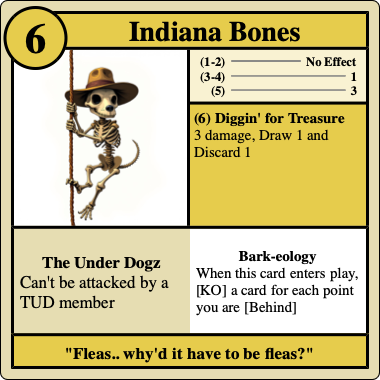 6
Indiana Bones
(1-2) No Effect
(3-4) 1
(5) 3
(6) Diggin' for Treasure
3 damage, Draw 1 and
Discard 1
The Under Dogz
Can't be attacked by a
TUD member
Bark-eology
When this card enters play,
[KO] a card for each point
you are [Behind]
"Fleas.. why'd it have to be fleas?"